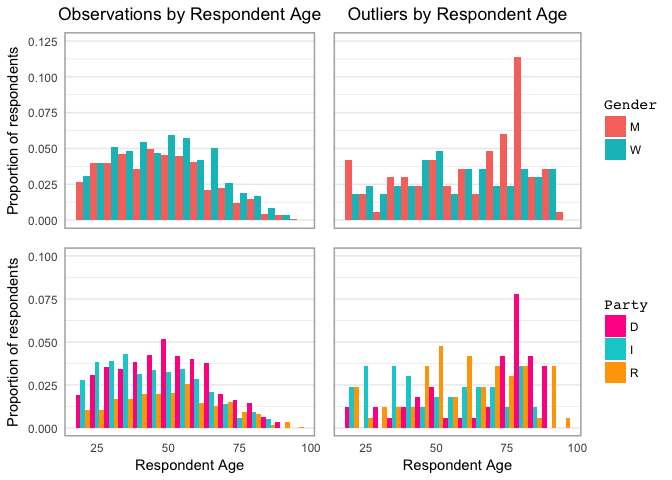 Observations by Respondent Age
Outliers by Respondent Age
Proportion of respondents
0.125
0.100
0.075
0.050
0.025
0.000
Gender
M
W
Proportion of respondents
0.100
0.075
0.050
0.025
0.000
Party
D
I
R
25 50 75 100
25 50 75 100
Respondent Age
Respondent Age